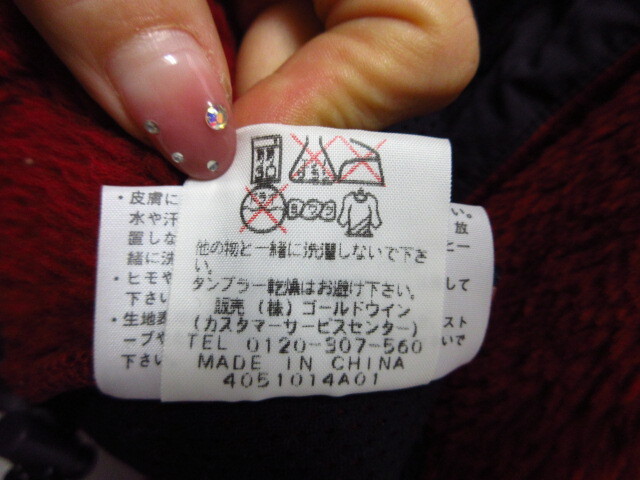 他の物と一緒に洗濯しないで下さ
い。
タンブラー乾燥はお避け下さい。
販売（株）ゴールドウイン
(カスタマーサービスセンター)
TEL 0120-307-560
MADE IN CHINA
4051014A01
・皮膚に
水や汗
置しな
緒に洗
・ヒモや
下さい
・生地表
ープや
下さい
い。
放
ー
して
スト
いで